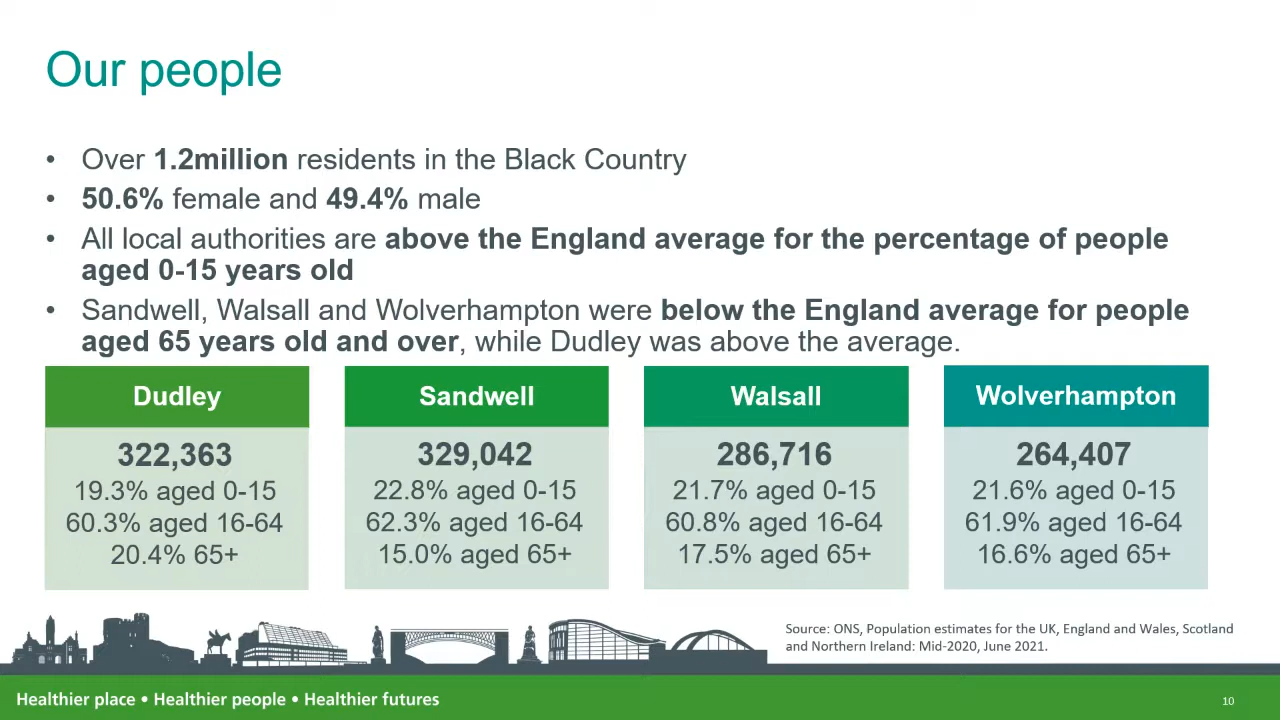 Our people
• Over 1.2million residents in the Black Country
• 50.6% female and 49.4% male
• All local authorities are above the England average for the percentage of people
aged 0-15 years old
• Sandwell, Walsall and Wolverhampton were below the England average for people
aged 65 years old and over, while Dudley was above the average.
Dudley
322,363
19.3% aged 0-15
60.3% aged 16-64
20.4% 65+
Sandwell
329,042
22.8% aged 0-15
62.3% aged 16-64
15.0% aged 65+
Walsall
286,716
21.7% aged 0-15
60.8% aged 16-64
17.5% aged 65+
Wolverhampton
264,407
21.6% aged 0-15
61.9% aged 16-64
16.6% aged 65+
Source: ONS, Population estimates for the UK, England and Wales, Scotland
and Northern Ireland: Mid-2020, June 2021.
Healthier place • Healthier people • Healthier futures
10